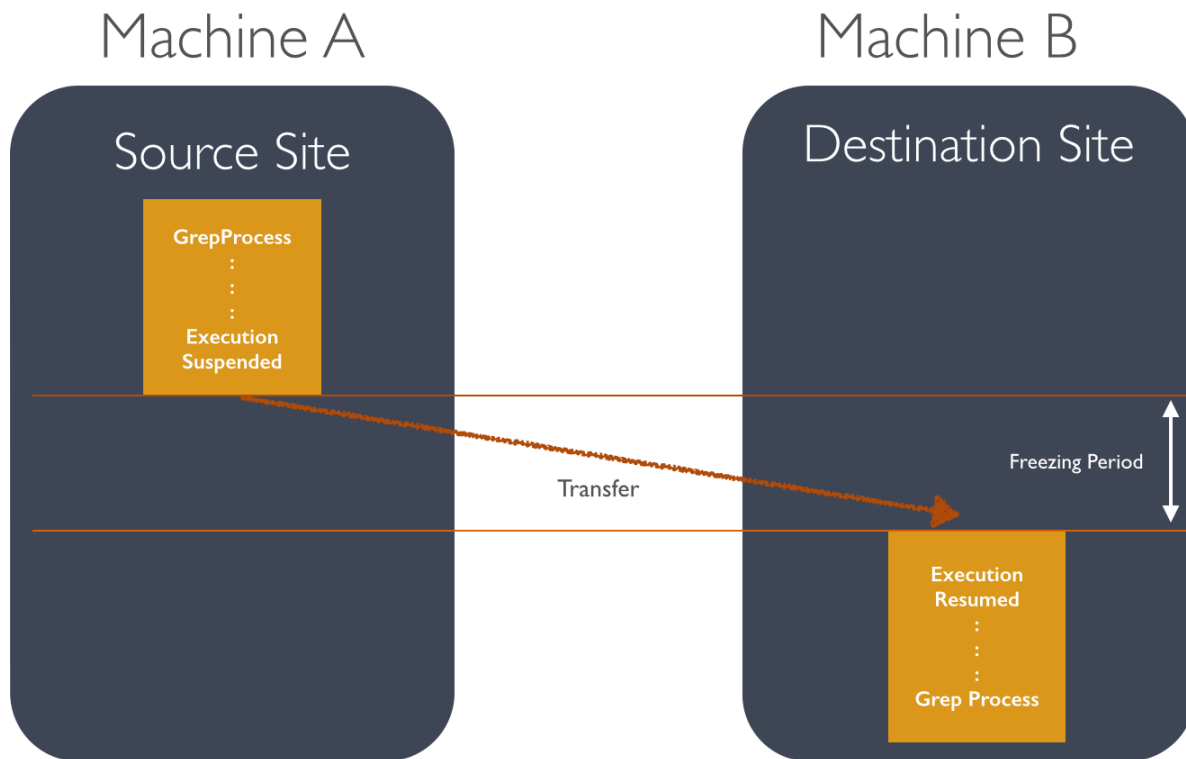 Machine A
Machine B
Source Site
Destination Site
GrepProcess
:
:
:
Execution
Suspended
Freezing Period
Transfer
Execution
Resumed
:
:
:
Grep Process